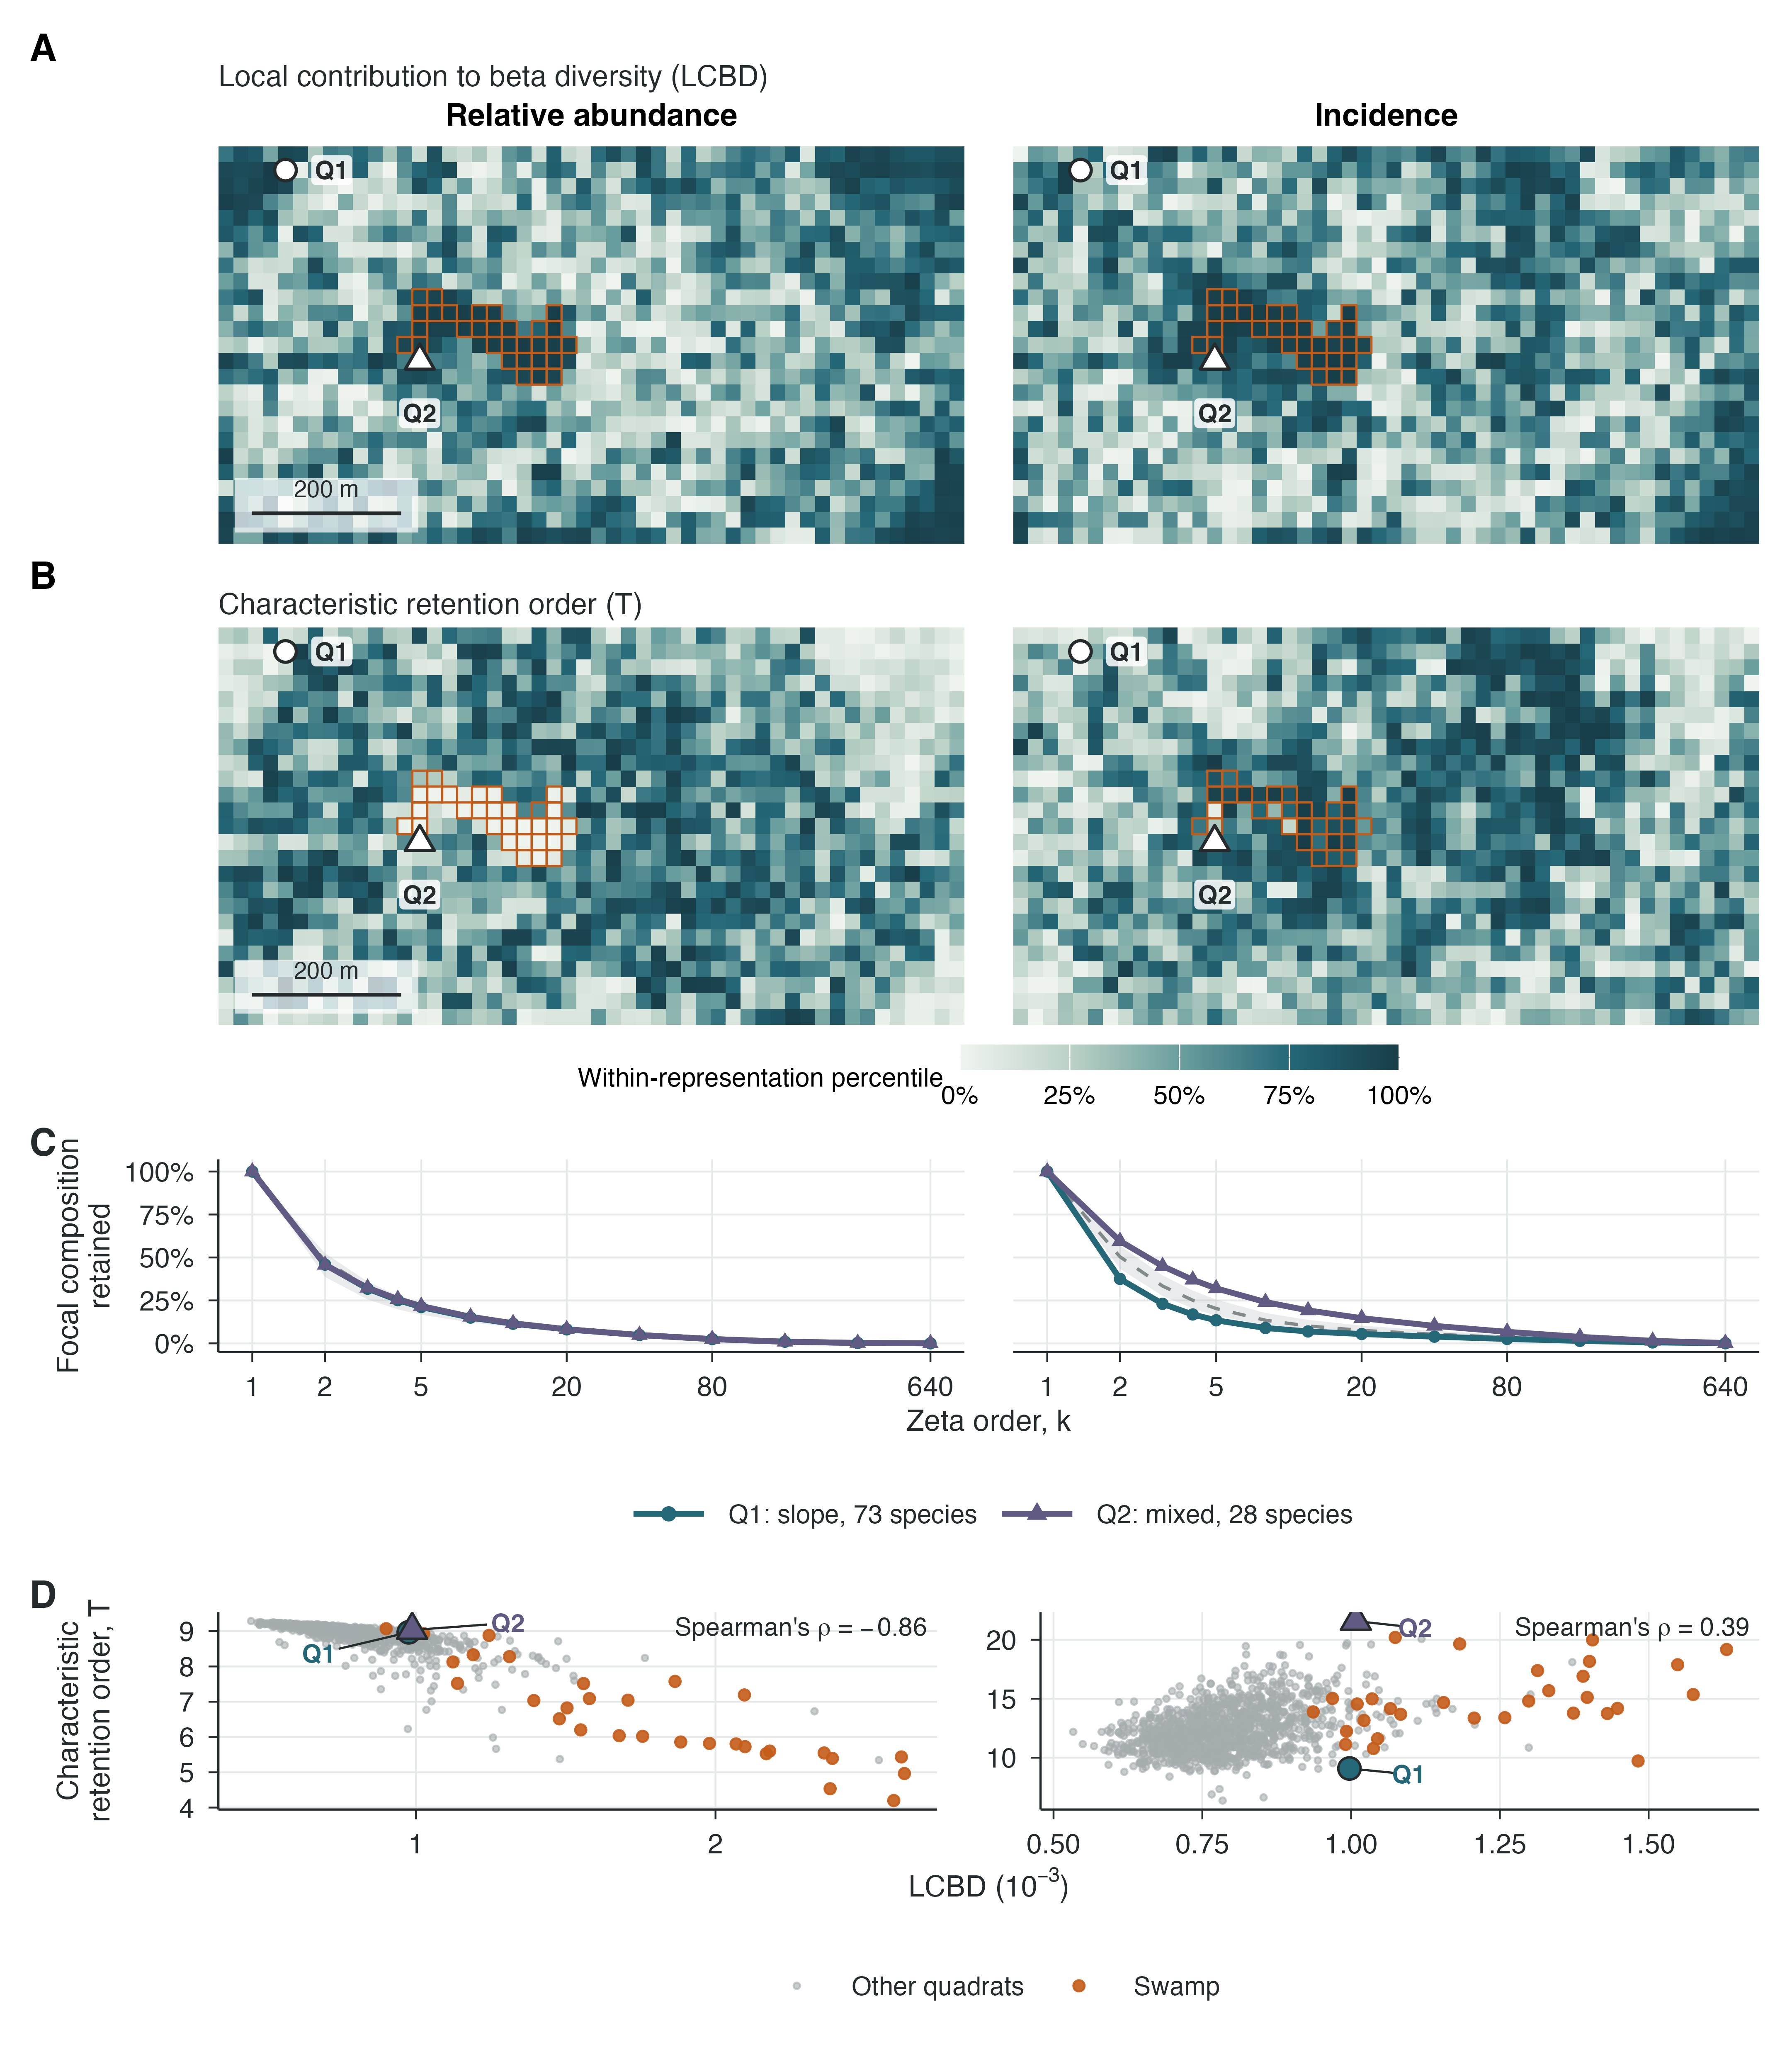 A
Local contribution to beta diversity (LCBD)
Relative abundance
Incidence
Q1
Q1
Q2
Q2
200 m
B
Characteristic retention order (T)
Q1
Q1
Q2
Q2
200 m
Within-representation percentile
0% 25% 50% 75% 100%
C
Focal composition
retained
100%
75%
50%
25%
0%
1 2 5 20 80 640
1 2 5 20 80 640
Zeta order, k
Q1: slope, 73 species
Q2: mixed, 28 species
D
Characteristic
retention order, T
9
8
7
6
5
4
Q1
Q2
Spearman's ρ = −0.86
1 2
20
15
10
Q2
Q1
Spearman's ρ = 0.39
0.50 0.75 1.00 1.25 1.50
LCBD (10⁻³)
Other quadrats
Swamp